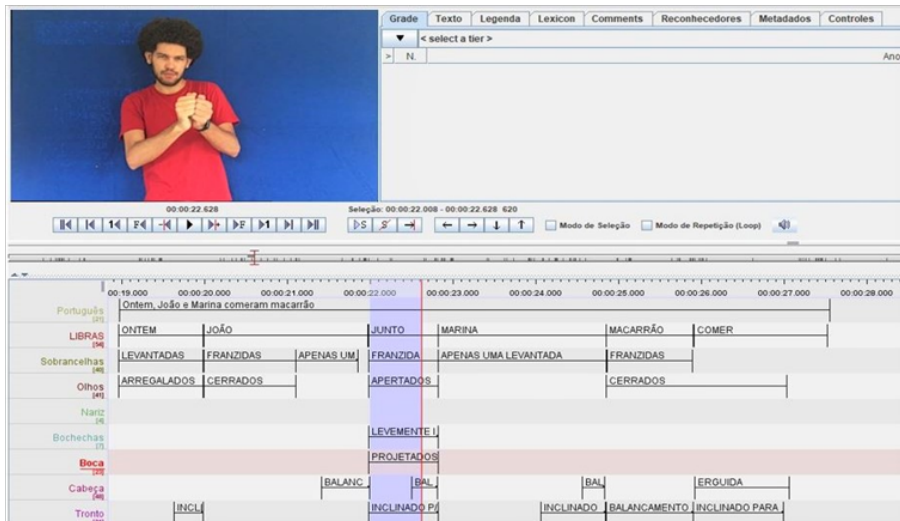 Grade Texto Legenda Lexicon Comments Reconhecedores Metadados Controles
< select a tier >
> N. Ano
00:00:22.628 Seleção: 00:00:22.008 - 00:00:22.628 620
Modo de Seleção Modo de Repetição (Loop)
00:19.000 00:00:20.000 00:00:21.000 00:00:22.000 00:00:23.000 00:00:24.000 00:00:25.000 00:00:26.000 00:00:27.000 00:00:28.000
Português Ontem, João e Marina comeram macarrão
LIBRAS ONTEM JOÃO JUNTO MARINA MACARRÃO COMER
Sobrancelhas LEVANTADAS FRANZIDAS APENAS UM FRANZIDA APENAS UMA LEVANTADA FRANZIDAS
Olhos ARREGALADOS CERRADOS APERTADOS CERRADOS
Nariz
Bochechas LEVEMENTE I
Boca PROJETADOS
Cabeça BALANC BAL BAL ERGUIDA
Tronto INCLI INCLINADO P/ INCLINADO BALANCAMENTO INCLINADO PARA